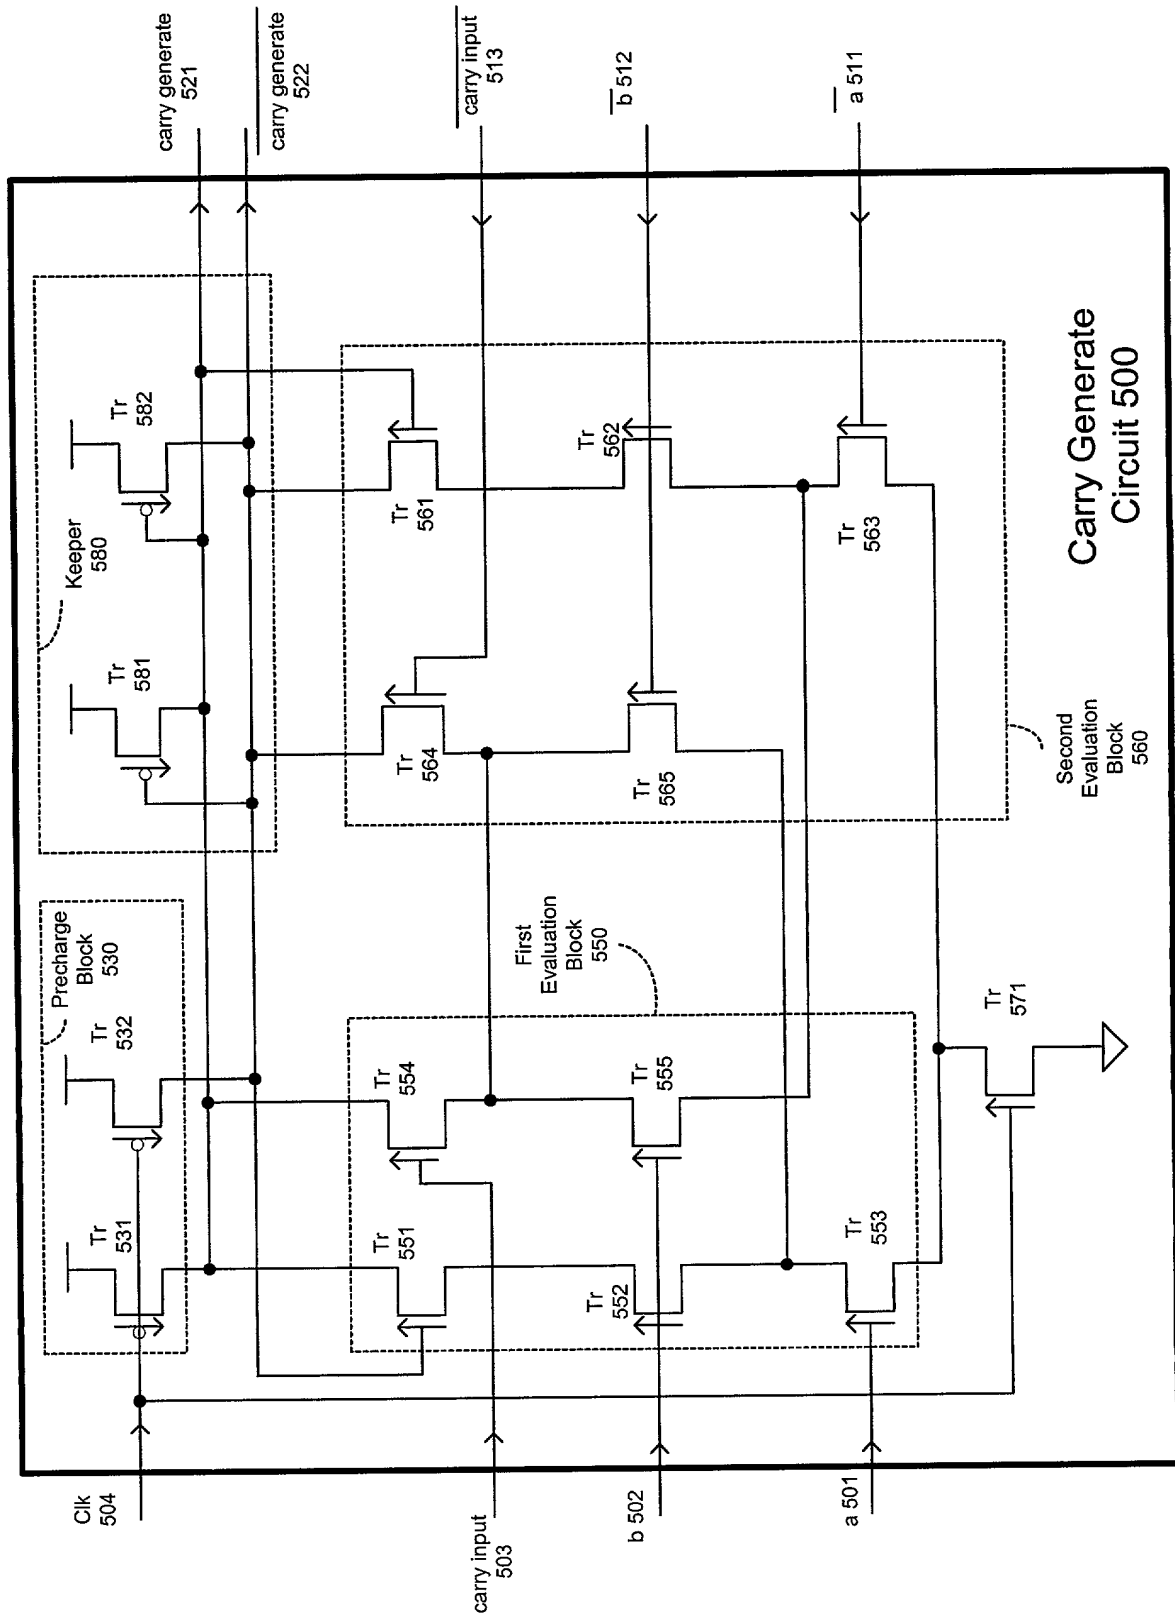 Clk
504
carry input
503
b 502
a 501
carry generate
521
carry generate
522
carry input
513
b 512
a 511
Precharge
Block
530
Tr
531
Tr
532
Keeper
580
Tr
581
Tr
582
First
Evaluation
Block
550
Tr
551
Tr
554
Tr
552
Tr
555
Tr
553
Tr
564
Tr
561
Tr
565
Tr
562
Tr
563
Second
Evaluation
Block
560
Tr
571
Carry Generate
Circuit 500